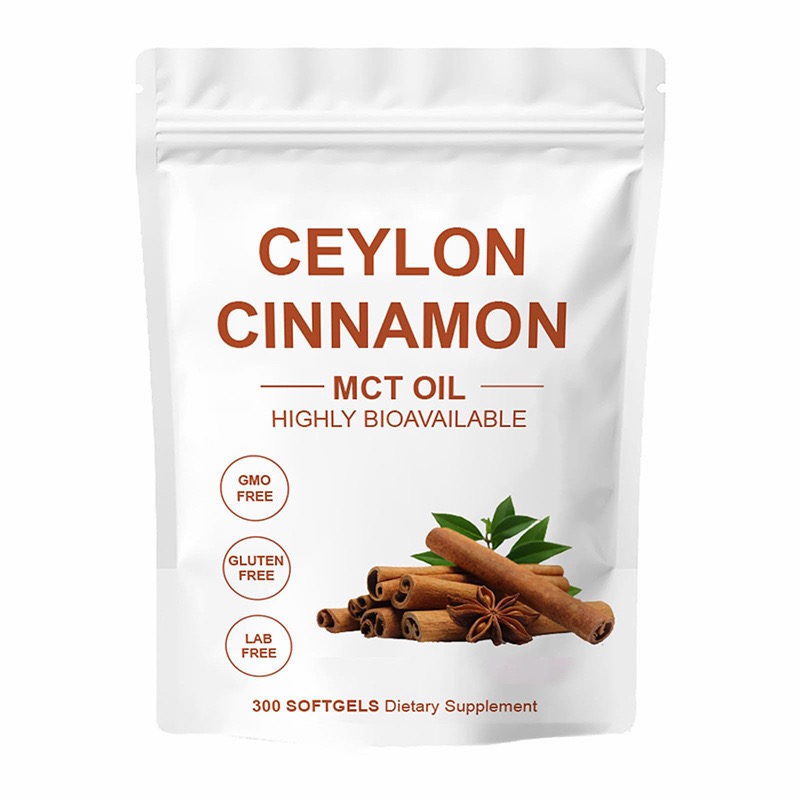 CEYLON
CINNAMON
MCT OIL
HIGHLY BIOAVAILABLE
GMO
FREE
GLUTEN
FREE
LAB
FREE
300 SOFTGELS Dietary Supplement